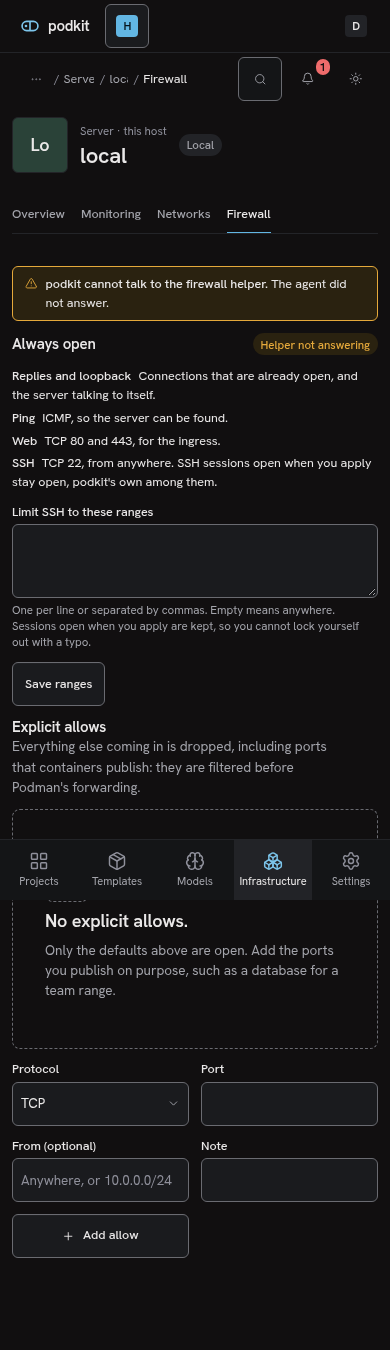 podkit
H
D
... / Serve / loca / Firewall
1
Lo
Server · this host
local
Local
Overview
Monitoring
Networks
Firewall
podkit cannot talk to the firewall helper. The agent did
not answer.
Always open
Helper not answering
Replies and loopback Connections that are already open, and
the server talking to itself.
Ping ICMP, so the server can be found.
Web TCP 80 and 443, for the ingress.
SSH TCP 22, from anywhere. SSH sessions open when you apply
stay open, podkit's own among them.
Limit SSH to these ranges
One per line or separated by commas. Empty means anywhere.
Sessions open when you apply are kept, so you cannot lock yourself
out with a typo.
Save ranges
Explicit allows
Everything else coming in is dropped, including ports
that containers publish: they are filtered before
Podman's forwarding.
Projects
Templates
Models
Infrastructure
Settings
No explicit allows.
Only the defaults above are open. Add the ports
you publish on purpose, such as a database for a
team range.
Protocol
Port
TCP
From (optional)
Note
Anywhere, or 10.0.0.0/24
Add allow